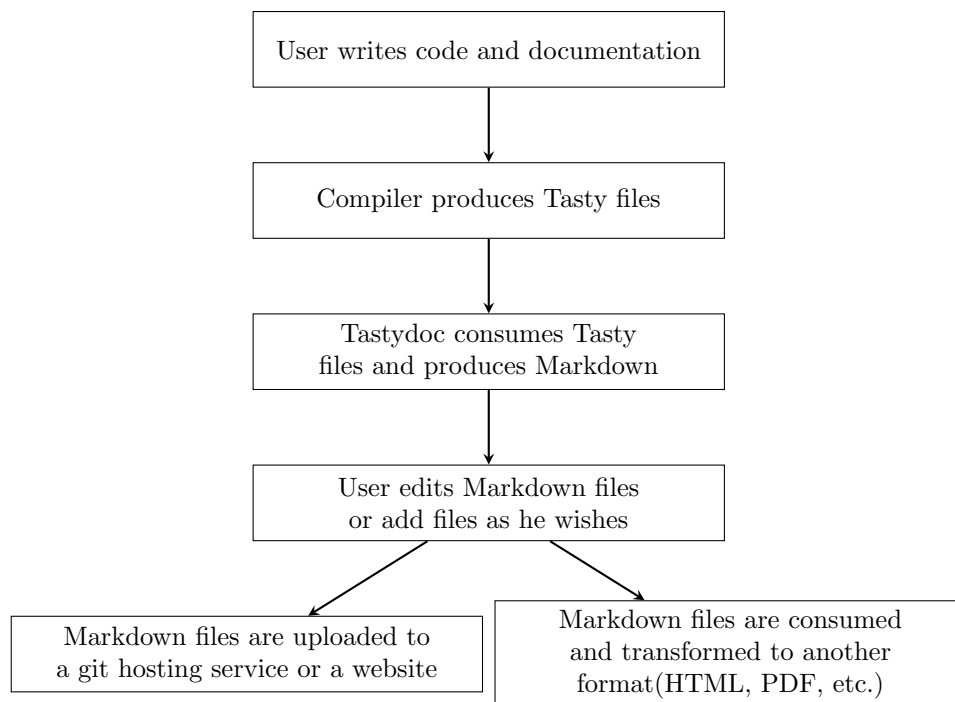 User writes code and documentation
Compiler produces Tasty files
Tastydoc consumes Tasty
files and produces Markdown
User edits Markdown files
or add files as he wishes
Markdown files are uploaded to
a git hosting service or a website
Markdown files are consumed
and transformed to another
format(HTML, PDF, etc.)